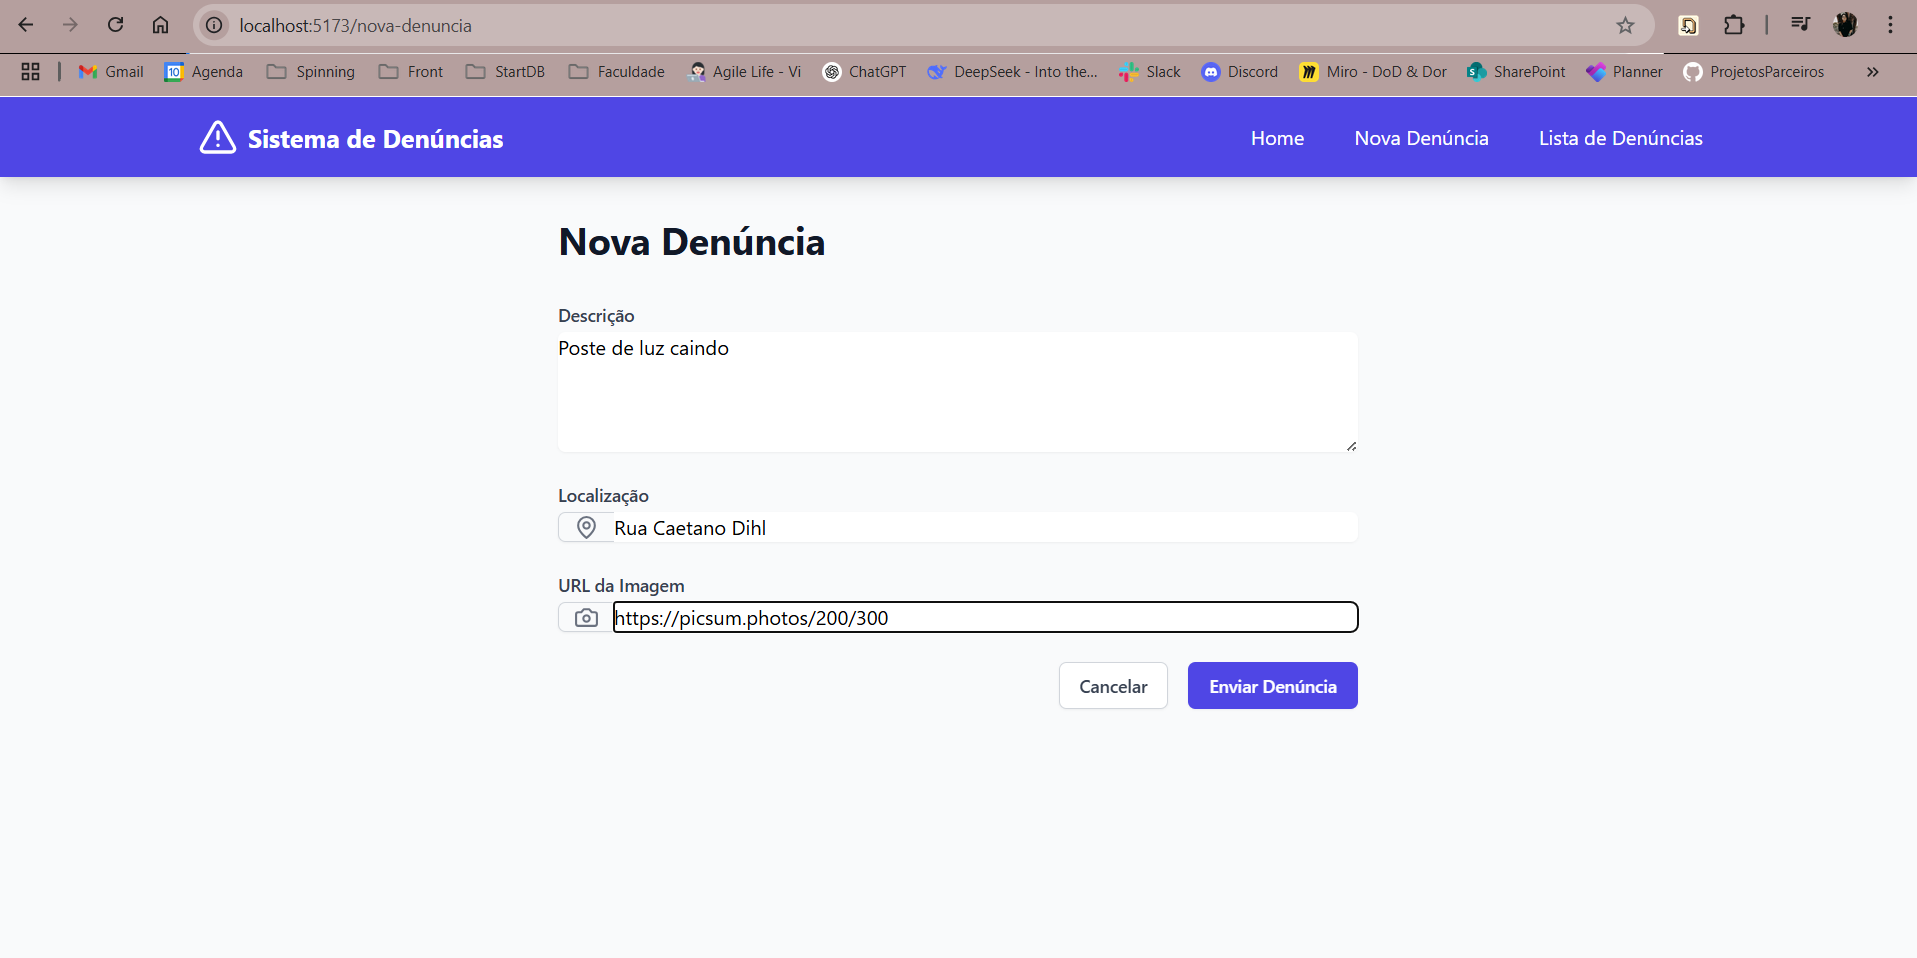 localhost:5173/nova-denuncia
Gmail 10 Agenda Spinning Front StartDB Faculdade Agile Life - Vi ChatGPT DeepSeek - Into the... Slack Discord Miro - DoD & Dor S SharePoint Planner ProjetosParceiros »
Sistema de Denúncias Home Nova Denúncia Lista de Denúncias
Nova Denúncia
Descrição
Poste de luz caindo
Localização
Rua Caetano Dihl
URL da Imagem
https://picsum.photos/200/300
Cancelar Enviar Denúncia